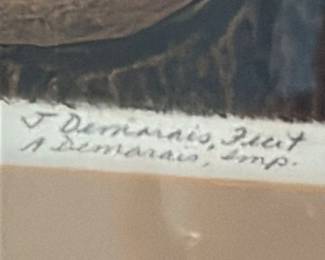 J Demarais, Fecit
A Demarais, imp.